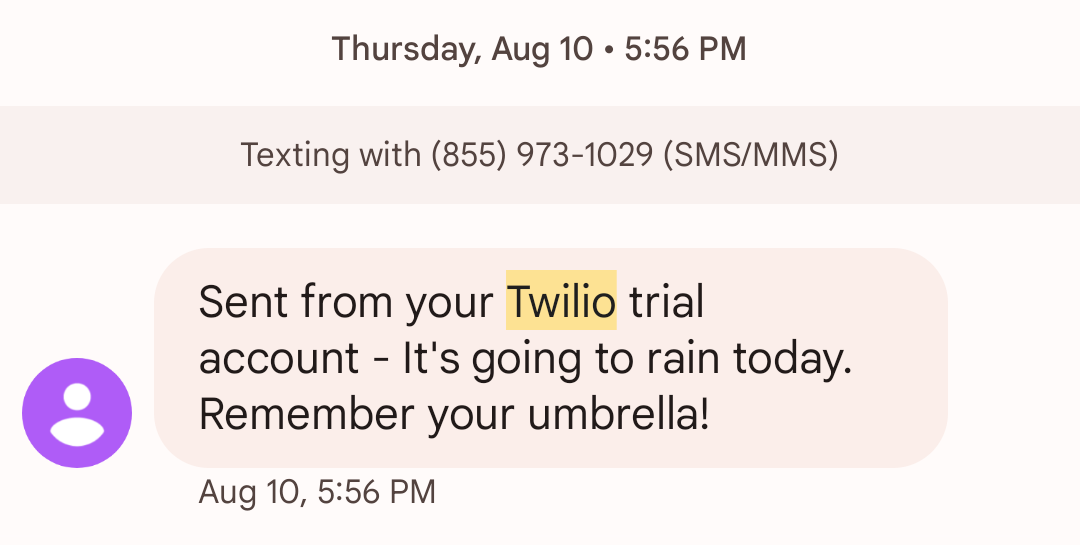 Thursday, Aug 10 • 5:56 PM
Texting with (855) 973-1029 (SMS/MMS)
Sent from your Twilio trial
account - It's going to rain today.
Remember your umbrella!
Aug 10, 5:56 PM